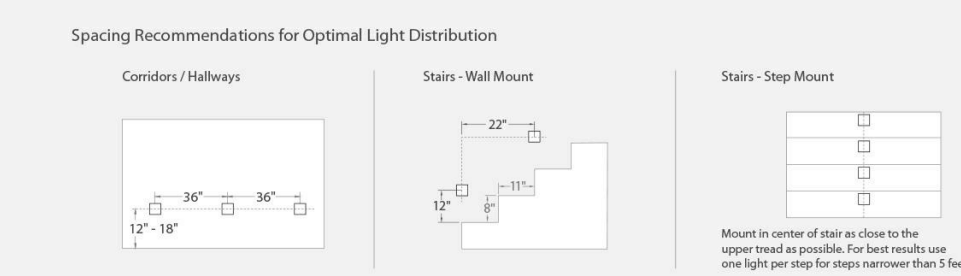 Spacing Recommendations for Optimal Light Distribution
Corridors / Hallways
36"
36"
12" - 18"
Stairs - Wall Mount
22"
11"
12"
8"
Stairs - Step Mount
Mount in center of stair as close to the
upper tread as possible. For best results use
one light per step for steps narrower than 5 fee